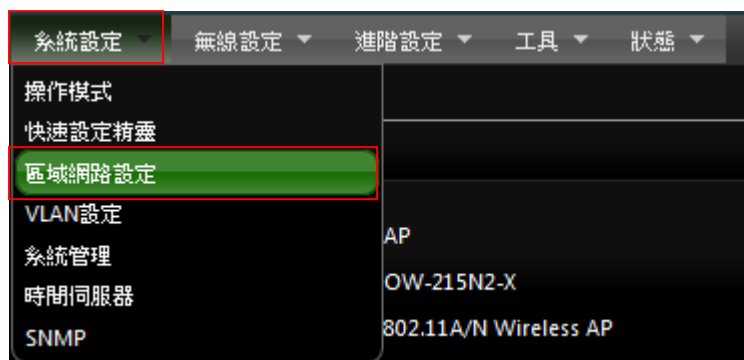 系統設定 無線設定 進階設定 工具 狀態
操作模式
快速設定精靈
區域網路設定
VLAN設定
AP
系統管理
OW-215N2-X
時間伺服器
802.11A/N Wireless AP
SNMP